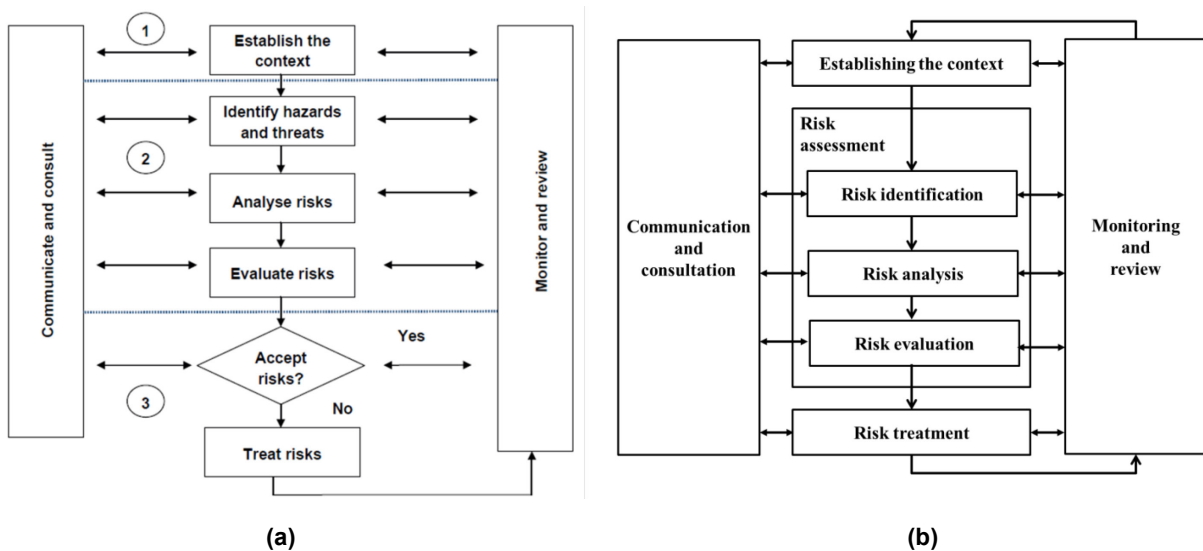 1
Establish the
context
Identify hazards
and threats
2
Analyse risks
Evaluate risks
Yes
Accept
risks?
3
No
Treat risks
Communicate and consult
Monitor and review
(a)
Establishing the context
Risk
assessment
Risk identification
Communication
and
consultation
Monitoring
and
review
Risk analysis
Risk evaluation
Risk treatment
(b)